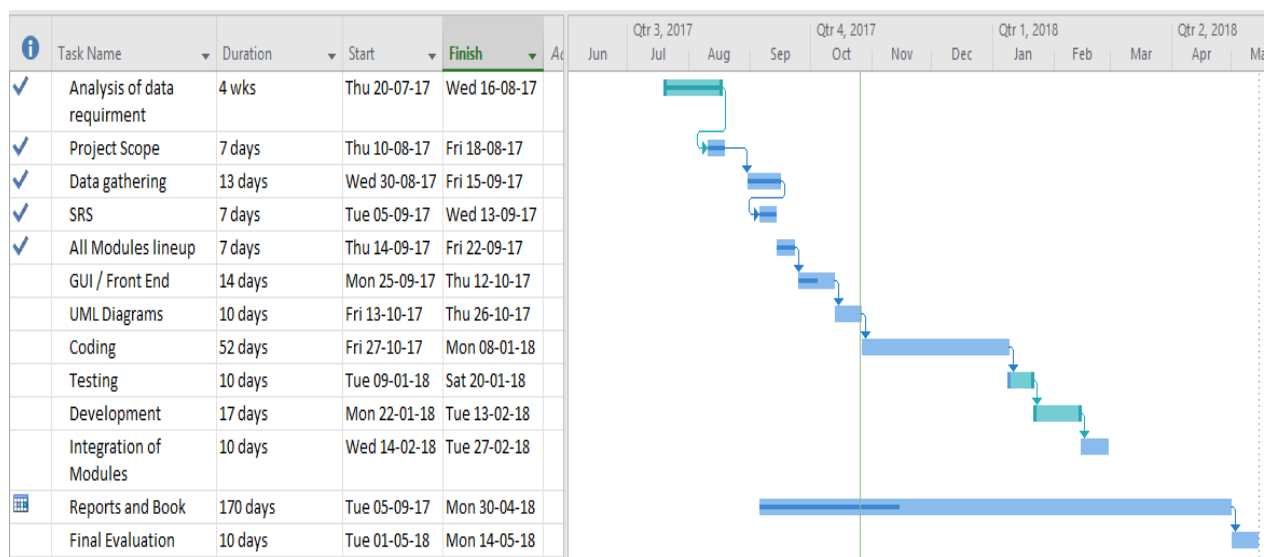 Qtr 3, 2017 Qtr 4, 2017 Qtr 1, 2018 Qtr 2, 2018
Task Name Duration Start Finish Jun Jul Aug Sep Oct Nov Dec Jan Feb Mar Apr
Analysis of data 4 wks Thu 20-07-17 Wed 16-08-17
requirment
Project Scope 7 days Thu 10-08-17 Fri 18-08-17
Data gathering 13 days Wed 30-08-17 Fri 15-09-17
SRS 7 days Tue 05-09-17 Wed 13-09-17
All Modules lineup 7 days Thu 14-09-17 Fri 22-09-17
GUI / Front End 14 days Mon 25-09-17 Thu 12-10-17
UML Diagrams 10 days Fri 13-10-17 Thu 26-10-17
Coding 52 days Fri 27-10-17 Mon 08-01-18
Testing 10 days Tue 09-01-18 Sat 20-01-18
Development 17 days Mon 22-01-18 Tue 13-02-18
Integration of 10 days Wed 14-02-18 Tue 27-02-18
Modules
Reports and Book 170 days Tue 05-09-17 Mon 30-04-18
Final Evaluation 10 days Tue 01-05-18 Mon 14-05-18